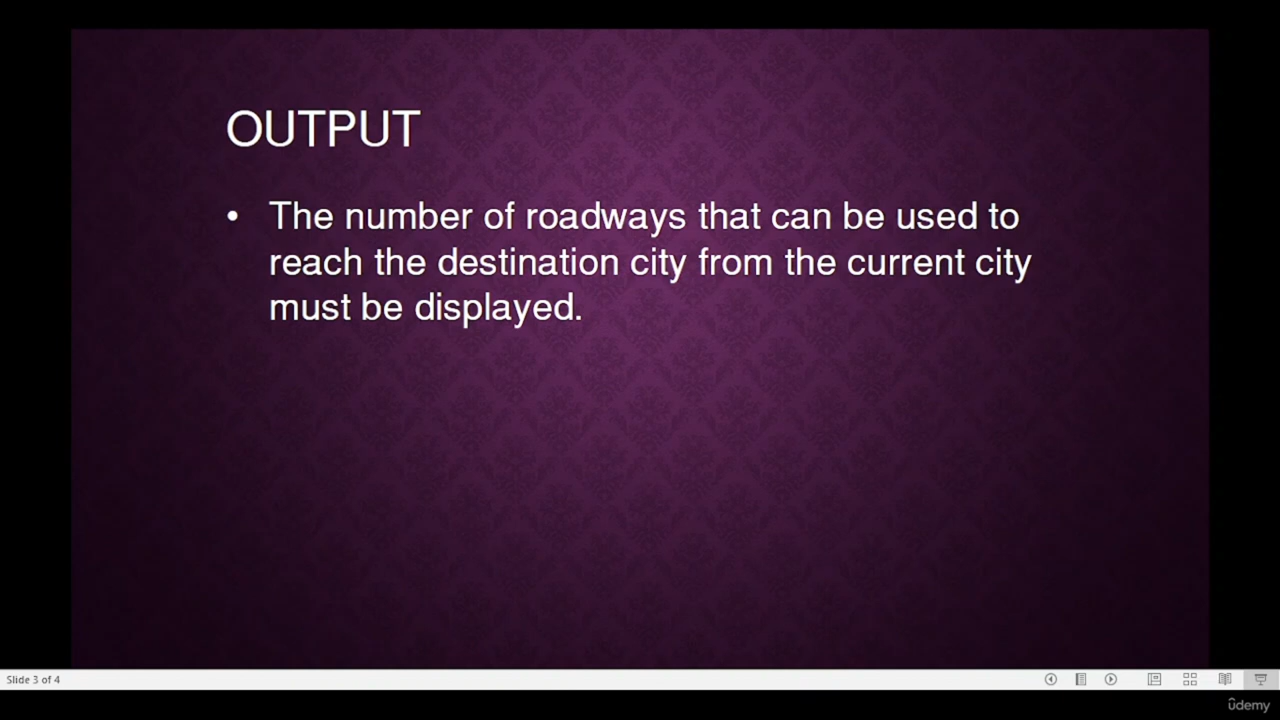 OUTPUT
• The number of roadways that can be used to
reach the destination city from the current city
must be displayed.
Slide 3 of 4
ûdemy